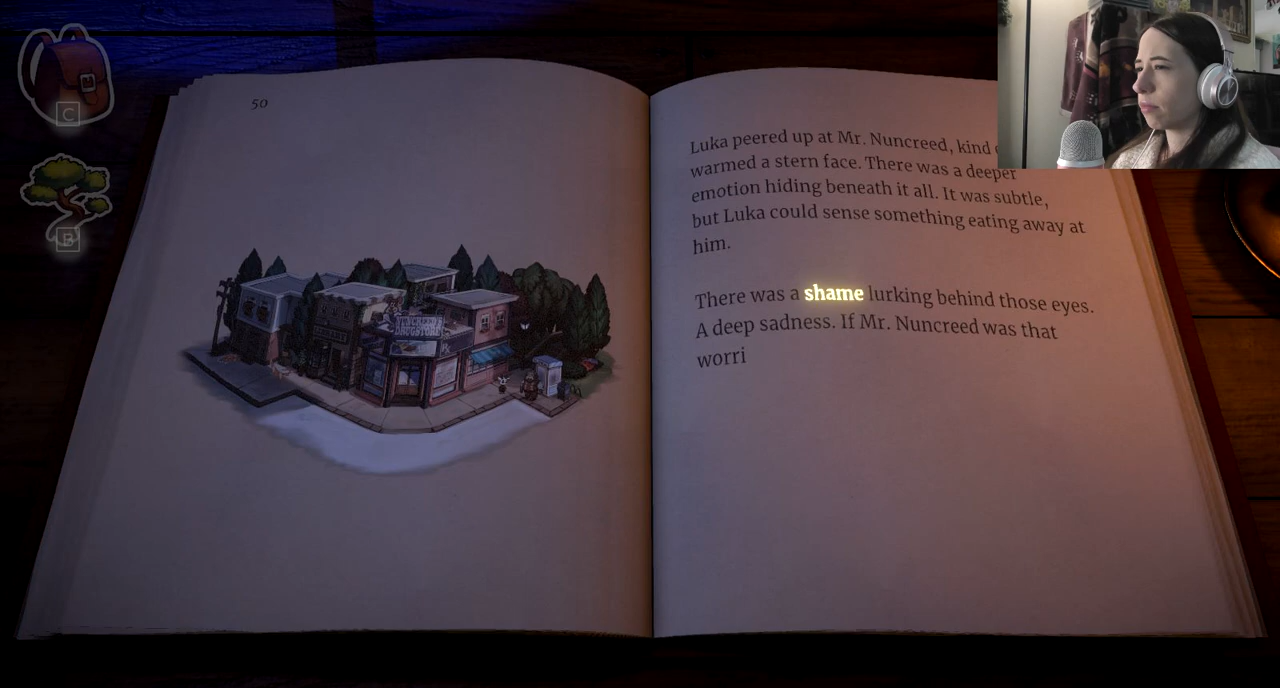 C
B
50
Luka peered up at Mr. Nuncreed, kind
warmed a stern face. There was a deeper
emotion hiding beneath it all. It was subtle,
but Luka could sense something eating away at
him.
There was a shame lurking behind those eyes.
A deep sadness. If Mr. Nuncreed was that
worri
DRUGSTORE